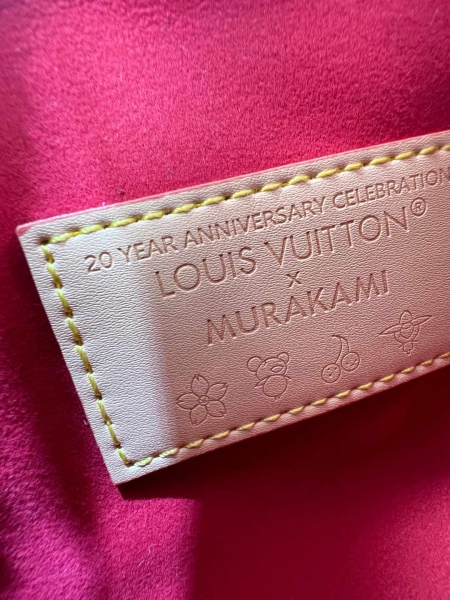 20 YEAR ANNIVERSARY CELEBRATION
LOUIS VUITTON®
×
MURAKAMI